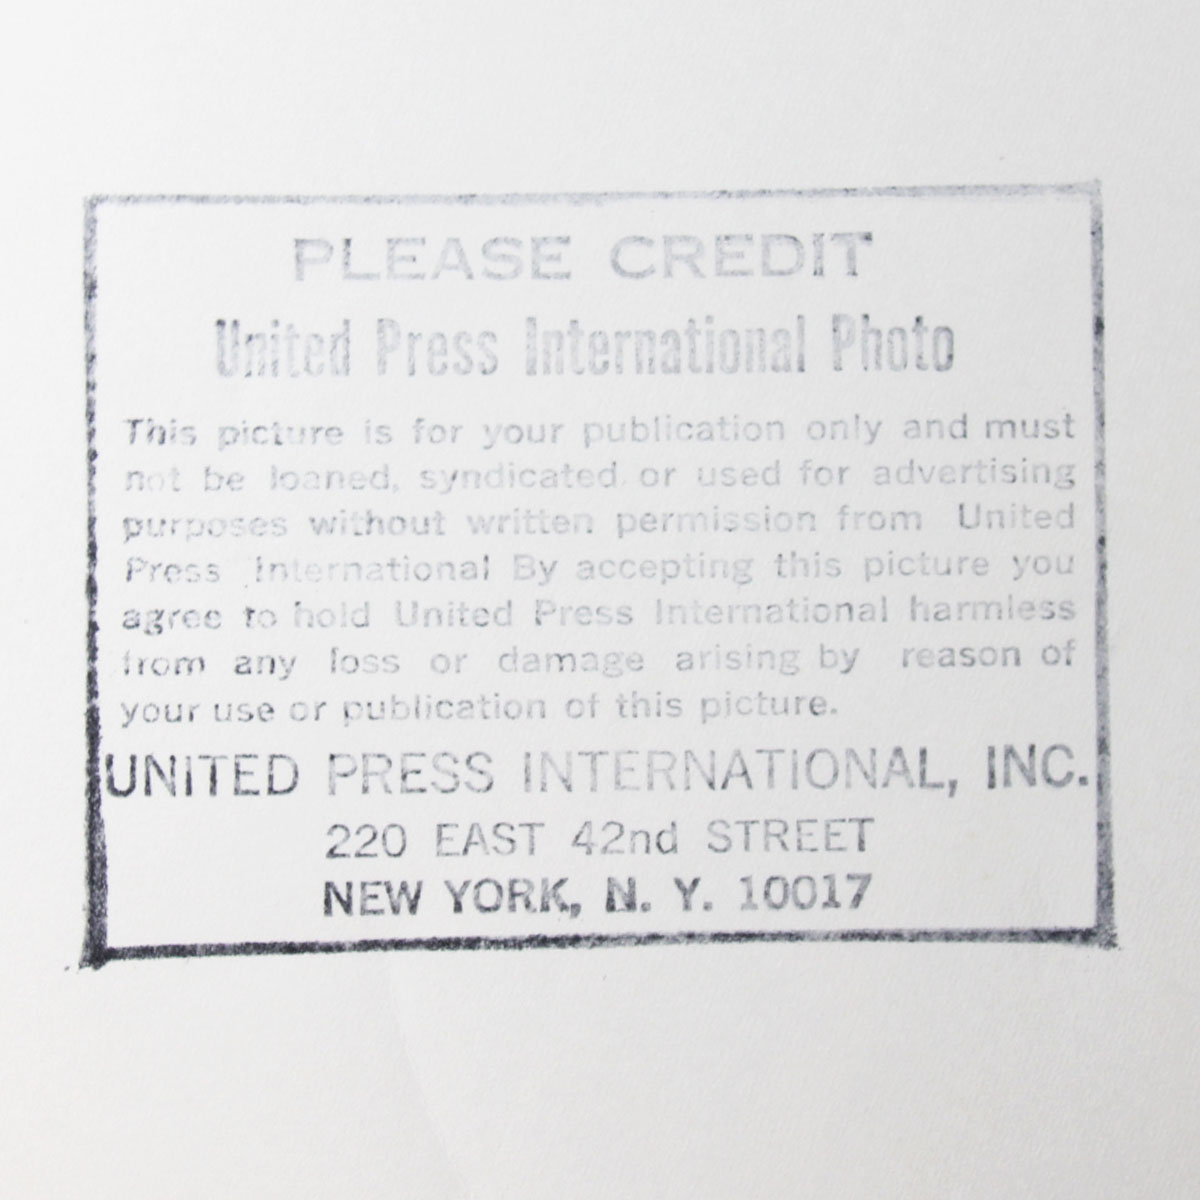 PLEASE CREDIT
United Press International Photo
This picture is for your publication only and must
not be loaned, syndicated or used for advertising
purposes without written permission from United
Press International By accepting this picture you
agree to hold United Press International harmless
from any loss or damage arising by reason of
your use or publication of this picture.
UNITED PRESS INTERNATIONAL, INC.
220 EAST 42nd STREET
NEW YORK, N. Y. 10017